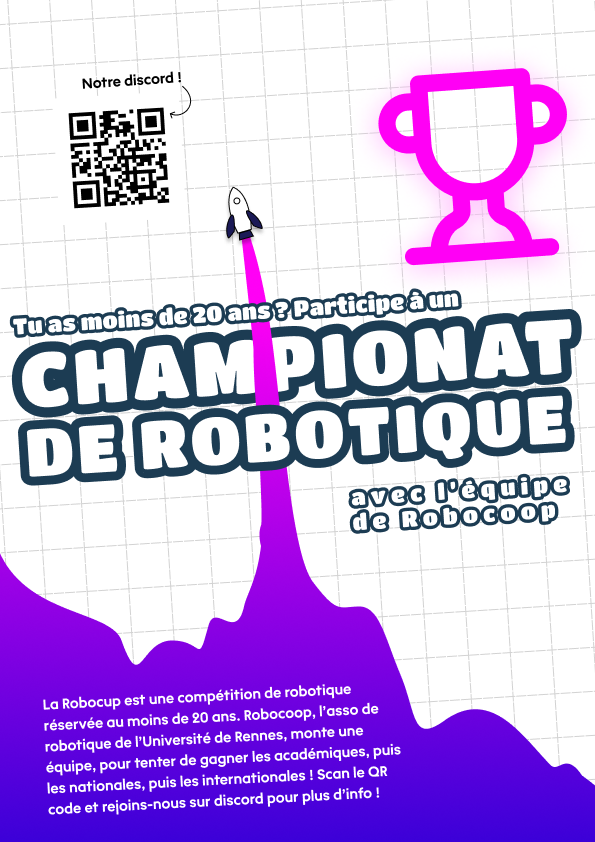 Notre discord !
Tu as moins de 20 ans ? Participe à un
CHAMPIONAT
DE ROBOTIQUE
avec l'équipe
de Robocoop
La Robocup est une compétition de robotique
réservée au moins de 20 ans. Robocoop, l'asso de
robotique de l'Université de Rennes, monte une
équipe, pour tenter de gagner les académiques, puis
les nationales, puis les internationales ! Scan le QR
code et rejoins-nous sur discord pour plus d'info !